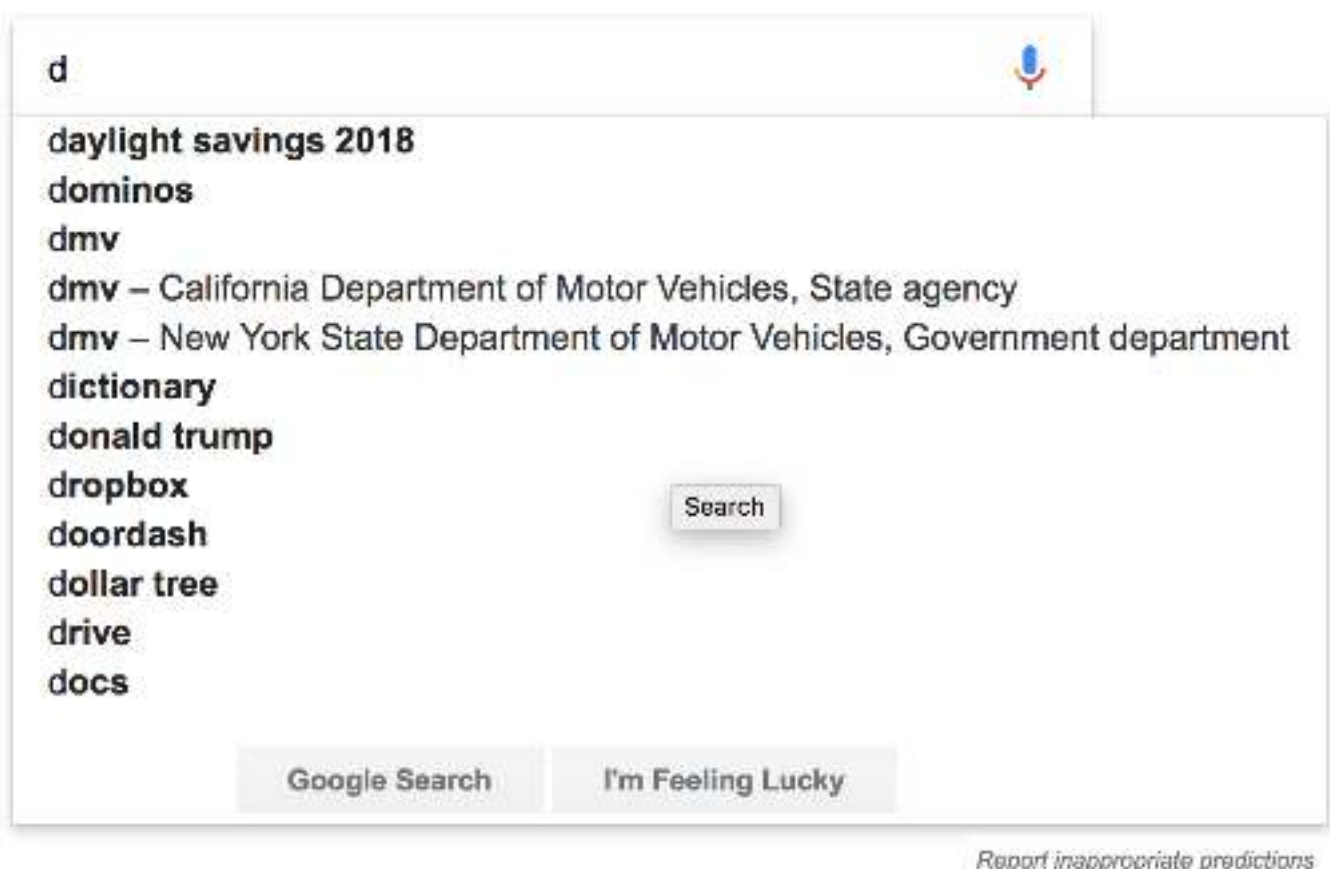 d
daylight savings 2018
dominos
dmv
dmv – California Department of Motor Vehicles, State agency
dmv – New York State Department of Motor Vehicles, Government department
dictionary
donald trump
dropbox
Search
doordash
dollar tree
drive
docs
Google Search I'm Feeling Lucky
Report inappropriate predictions